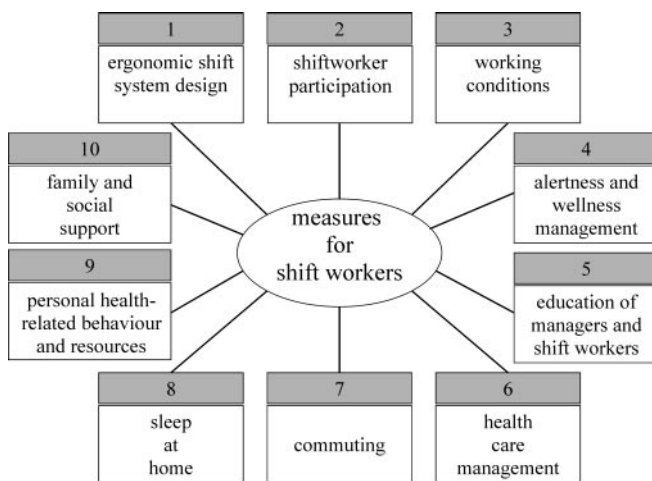 1
ergonomic shift
system design
2
shiftworker
participation
3
working
conditions
10
family and
social
support
4
alertness and
wellness
management
measures
for
shift workers
9
personal health-
related behaviour
and resources
5
education of
managers and
shift workers
8
sleep
at
home
7
commuting
6
health
care
management